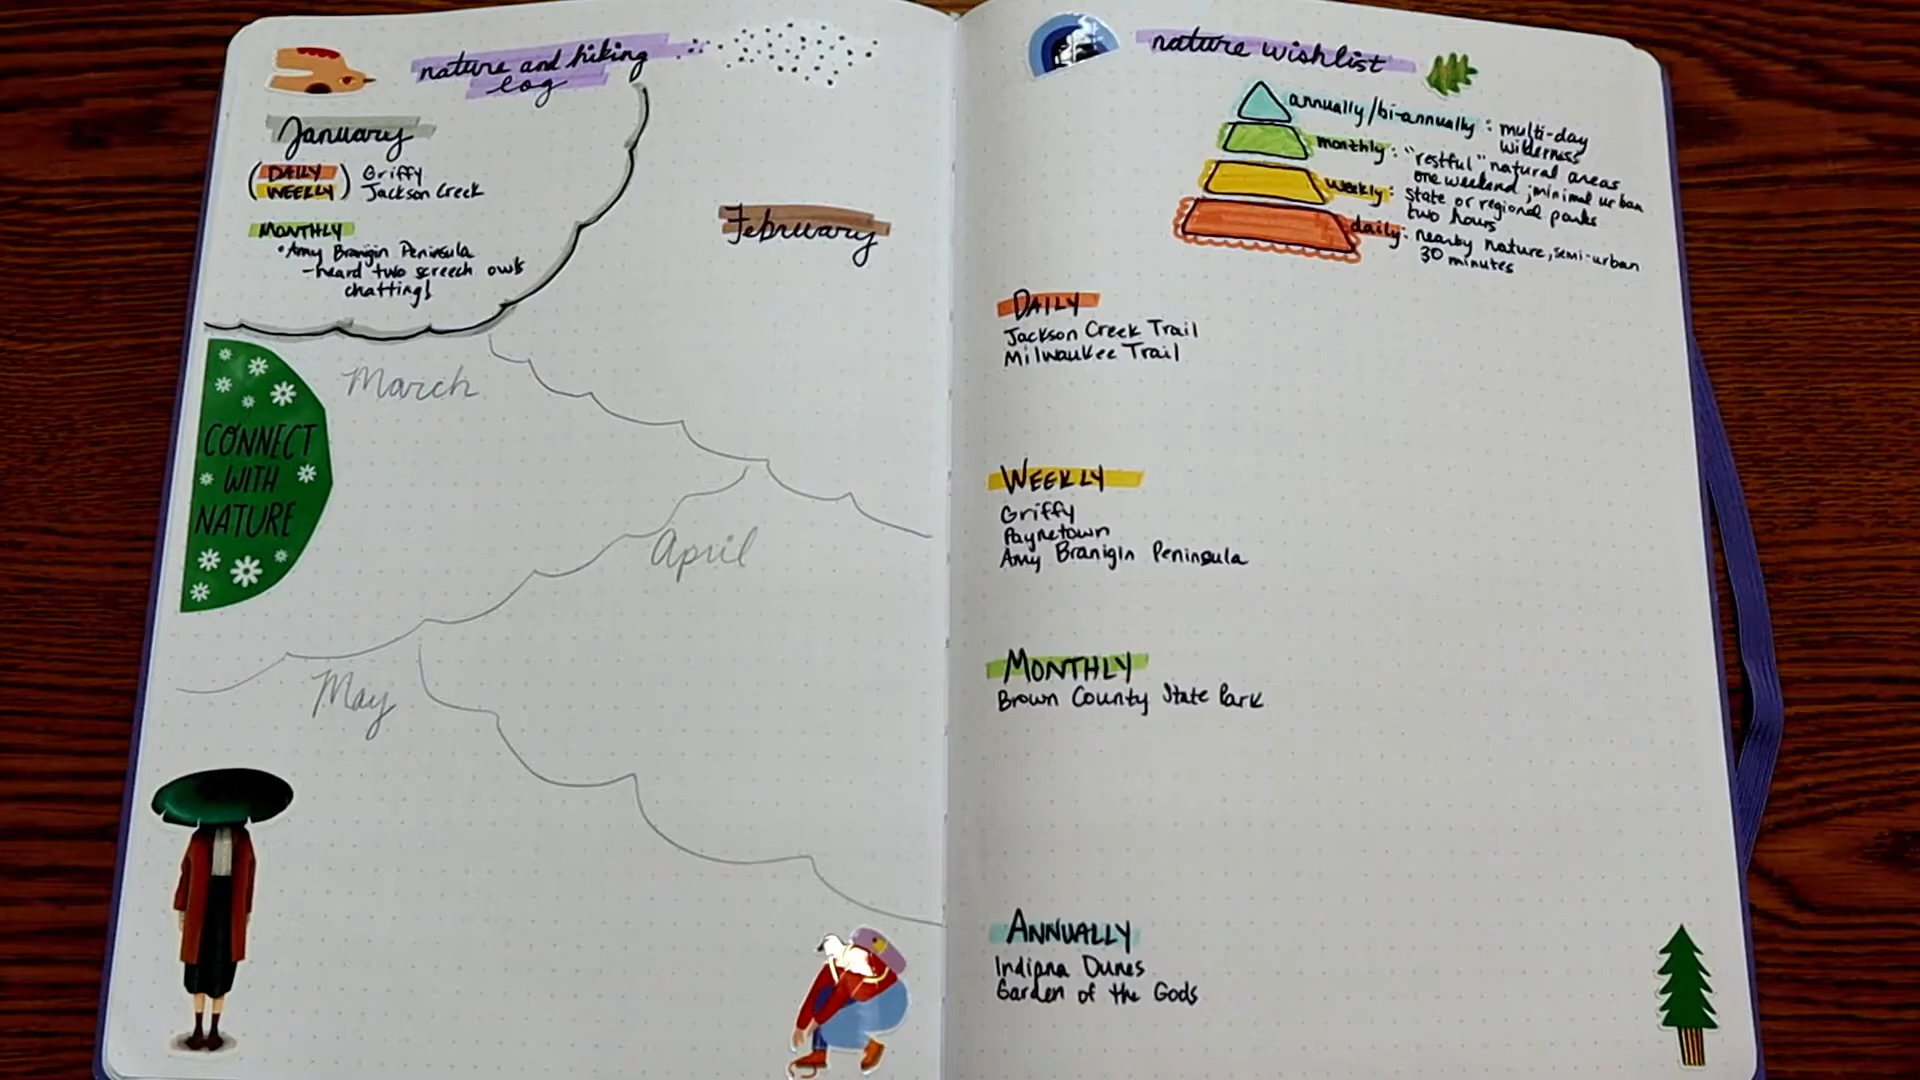 nature and hiking
log
January
(DAILY) Griffy
(WEEKLY) Jackson Creek
MONTHLY
• Amy Branigin Peninsula
- heard two screech owls
chatting!
February
March
CONNECT
WITH
NATURE
April
May
nature wishlist
annually/bi-annually: multi-day
wilderness
monthly: "restful" natural areas
one weekend; minimal urban
weekly: state or regional parks
two hours
daily: nearby nature, semi-urban
30 minutes
DAILY
Jackson Creek Trail
Milwaukee Trail
WEEKLY
Griffy
Paynetown
Amy Branigin Peninsula
MONTHLY
Brown County State Park
ANNUALLY
Indiana Dunes
Garden of the Gods